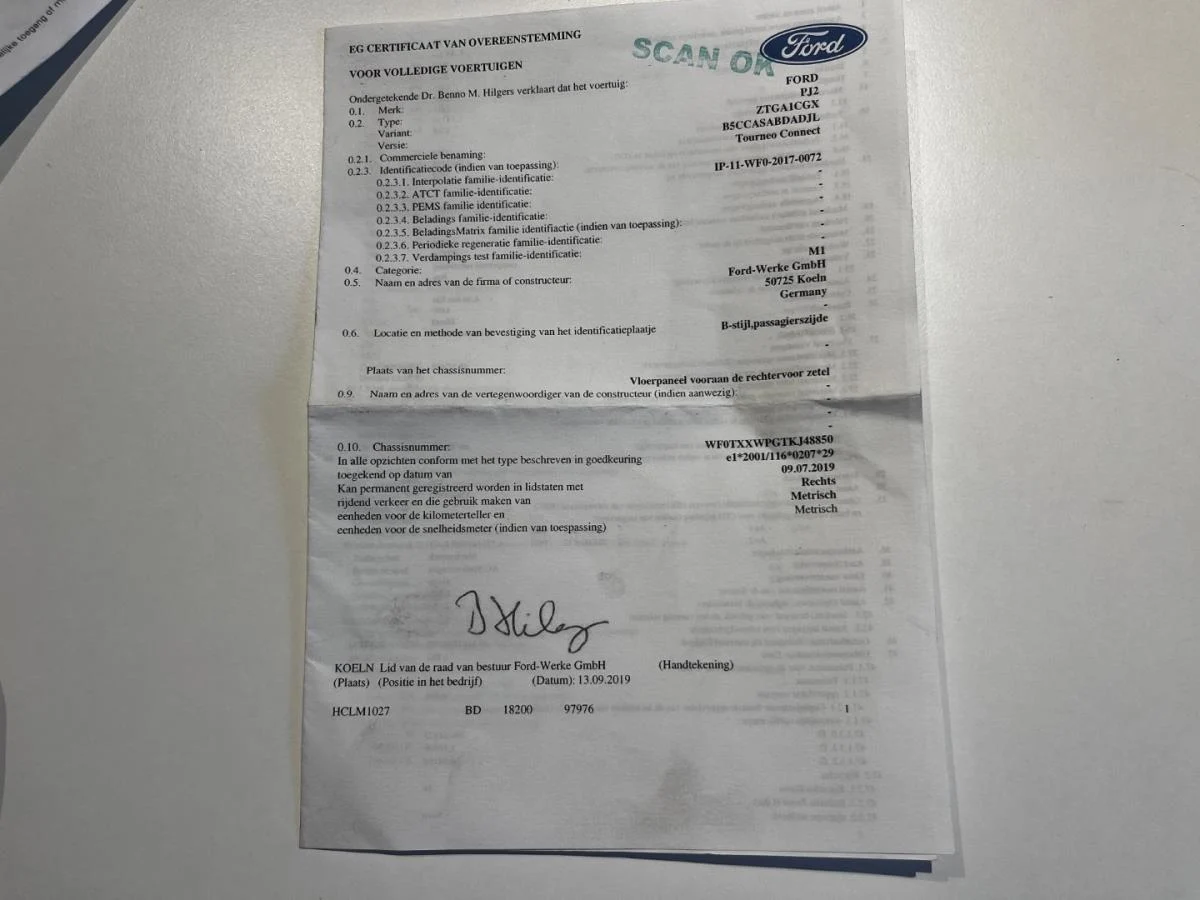 elijke toegang of m
EG CERTIFICAAT VAN OVEREENSTEMMING
SCAN OK
Ford
VOOR VOLLEDIGE VOERTUIGEN
Ondergetekende Dr. Benno M. Hilgers verklaart dat het voertuig:
0.1. Merk: FORD
0.2. Type: PJ2
Variant: ZTGA1CGX
Versie: B5CCASABDADJL
0.2.1. Commerciele benaming: Tourneo Connect
0.2.3. Identificatiecode (indien van toepassing):
0.2.3.1. Interpolatie familie-identificatie: IP-11-WF0-2017-0072
0.2.3.2. ATCT familie-identificatie: -
0.2.3.3. PEMS familie identificatie: -
0.2.3.4. Beladings familie-identificatie: -
0.2.3.5. BeladingsMatrix familie identifiactie (indien van toepassing): -
0.2.3.6. Periodieke regeneratie familie-identificatie: -
0.2.3.7. Verdampings test familie-identificatie: -
0.4. Categorie: M1
0.5. Naam en adres van de firma of constructeur: Ford-Werke GmbH
50725 Koeln
Germany
-
0.6. Locatie en methode van bevestiging van het identificatieplaatje B-stijl,passagierszijde
-
Plaats van het chassisnummer: Vloerpaneel vooraan de rechtervoor zetel
0.9. Naam en adres van de vertegenwoordiger van de constructeur (indien aanwezig): -
-
-
-
0.10. Chassisnummer: WF0TXXWPGTKJ48850
In alle opzichten conform met het type beschreven in goedkeuring e1*2001/116*0207*29
toegekend op datum van 09.07.2019
Kan permanent geregistreerd worden in lidstaten met
rijdend verkeer en die gebruik maken van Rechts
eenheden voor de kilometerteller en Metrisch
eenheden voor de snelheidsmeter (indien van toespassing) Metrisch
KOELN Lid van de raad van bestuur Ford-Werke GmbH (Handtekening)
(Plaats) (Positie in het bedrijf) (Datum): 13.09.2019
HCLM1027 BD 18200 97976 1